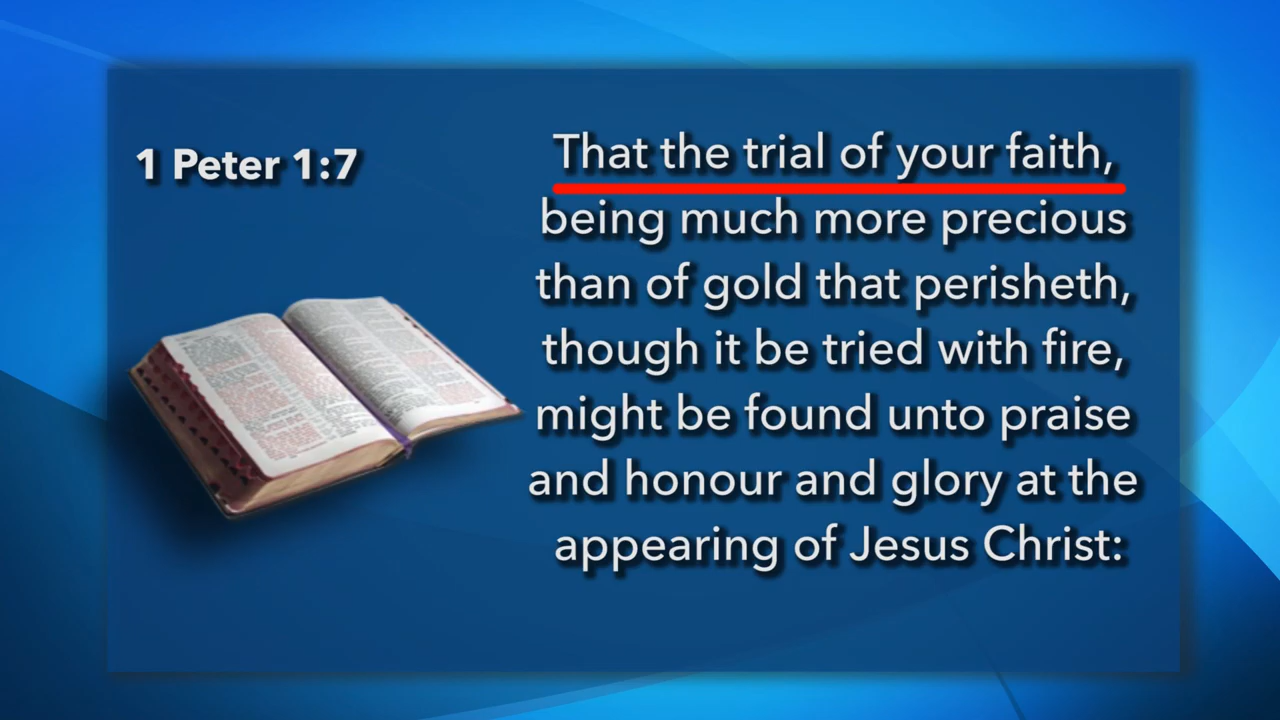 1 Peter 1:7
That the trial of your faith,
being much more precious
than of gold that perisheth,
though it be tried with fire,
might be found unto praise
and honour and glory at the
appearing of Jesus Christ: